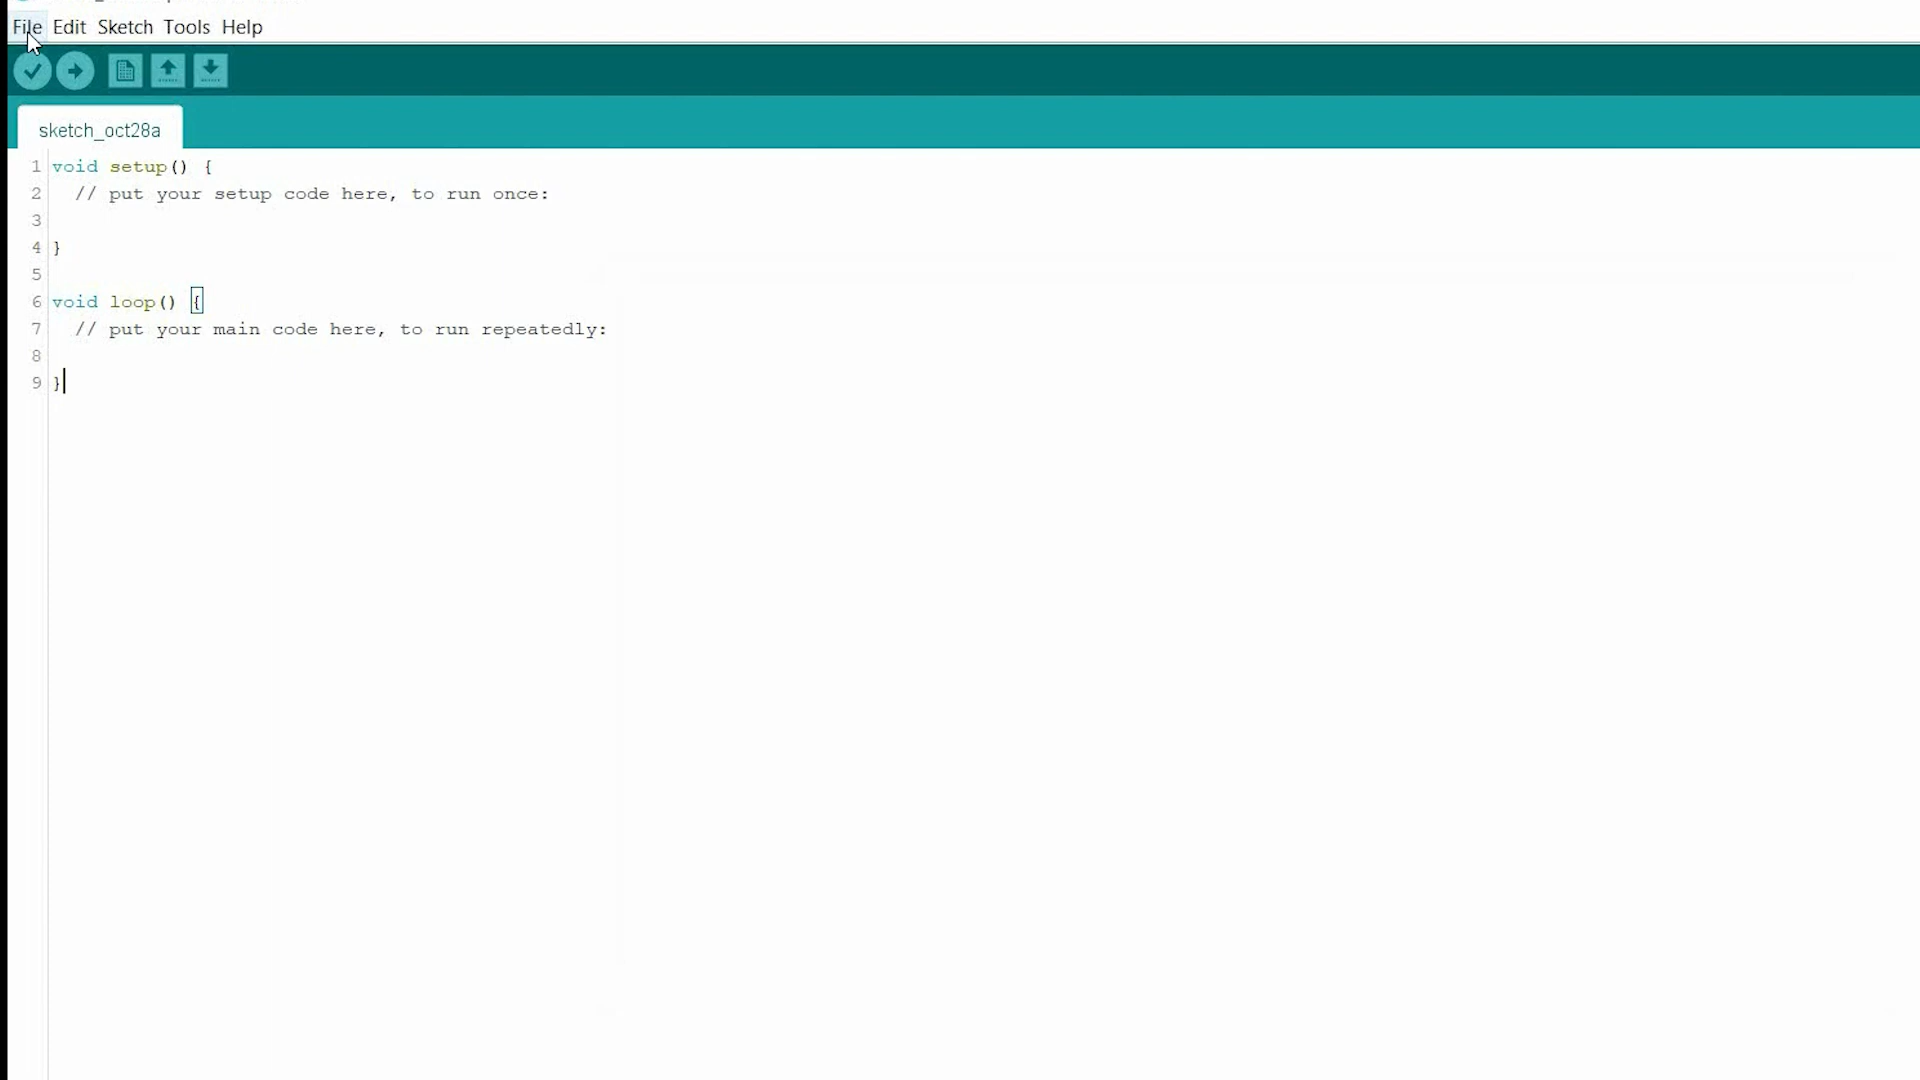 File Edit Sketch Tools Help
sketch_oct28a
1 void setup() {
2 // put your setup code here, to run once:
3
4 }
5
6 void loop() {
7 // put your main code here, to run repeatedly:
8
9 }